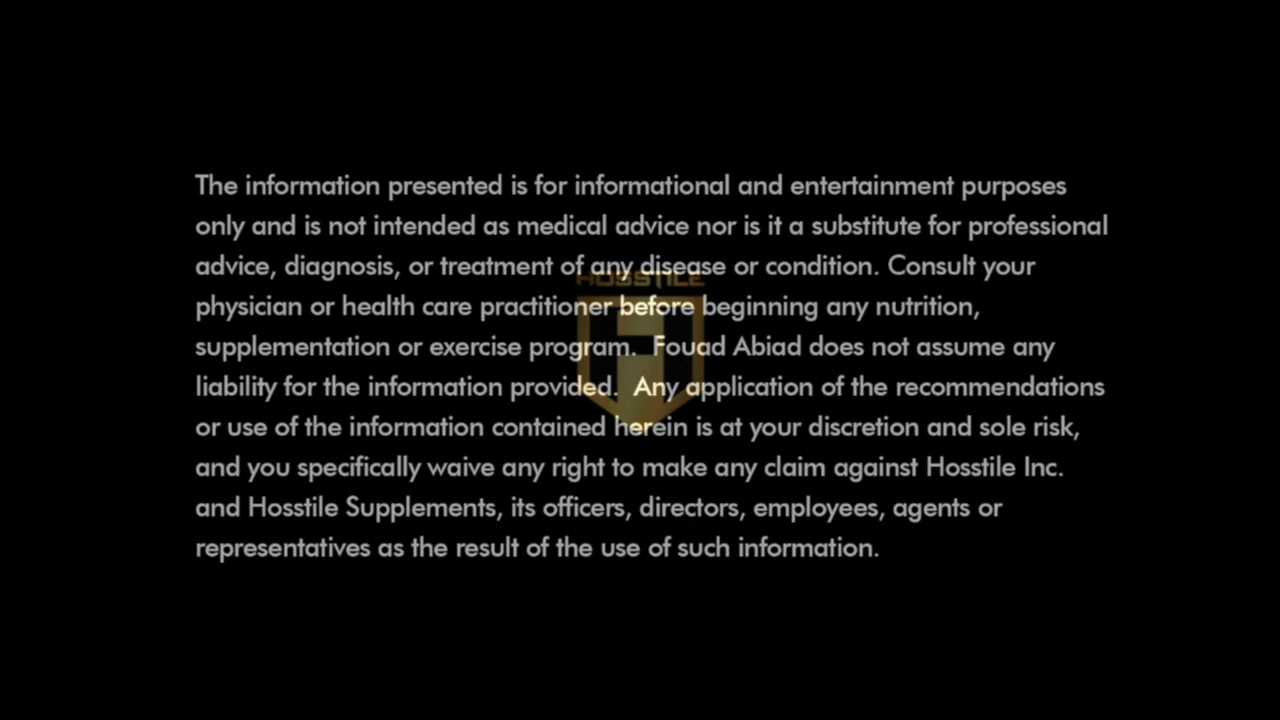 The information presented is for informational and entertainment purposes
only and is not intended as medical advice nor is it a substitute for professional
advice, diagnosis, or treatment of any disease or condition. Consult your
HOSSTILE
physician or health care practitioner before beginning any nutrition,
supplementation or exercise program.  Fouad Abiad does not assume any
liability for the information provided.  Any application of the recommendations
or use of the information contained herein is at your discretion and sole risk,
and you specifically waive any right to make any claim against Hosstile Inc.
and Hosstile Supplements, its officers, directors, employees, agents or
representatives as the result of the use of such information.